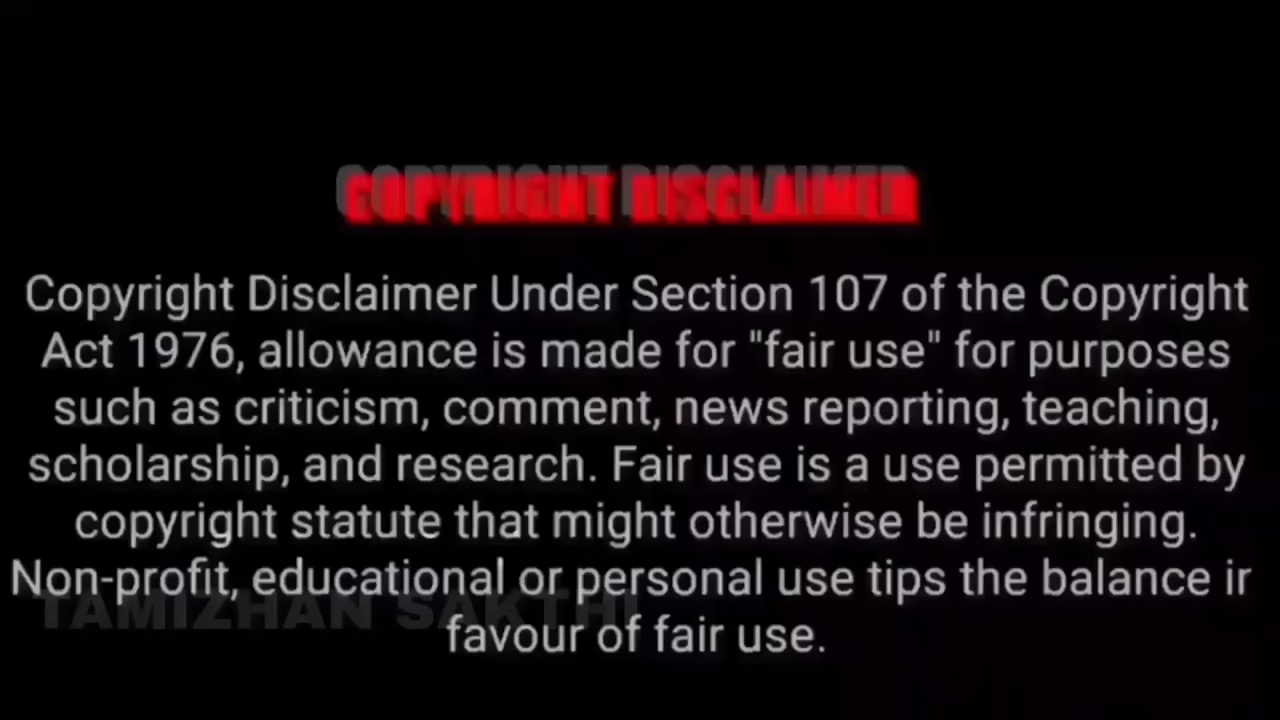 COPYRIGHT DISCLAIMER
Copyright Disclaimer Under Section 107 of the Copyright
Act 1976, allowance is made for "fair use" for purposes
such as criticism, comment, news reporting, teaching,
scholarship, and research. Fair use is a use permitted by
copyright statute that might otherwise be infringing.
Non-profit, educational or personal use tips the balance ir
TAMIZHAN SAKTHI
favour of fair use.